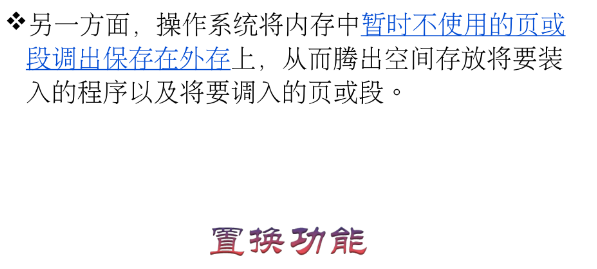 ❖另一方面，操作系统将内存中暂时不使用的页或
段调出保存在外存上，从而腾出空间存放将要装
入的程序以及将要调入的页或段。
置换功能